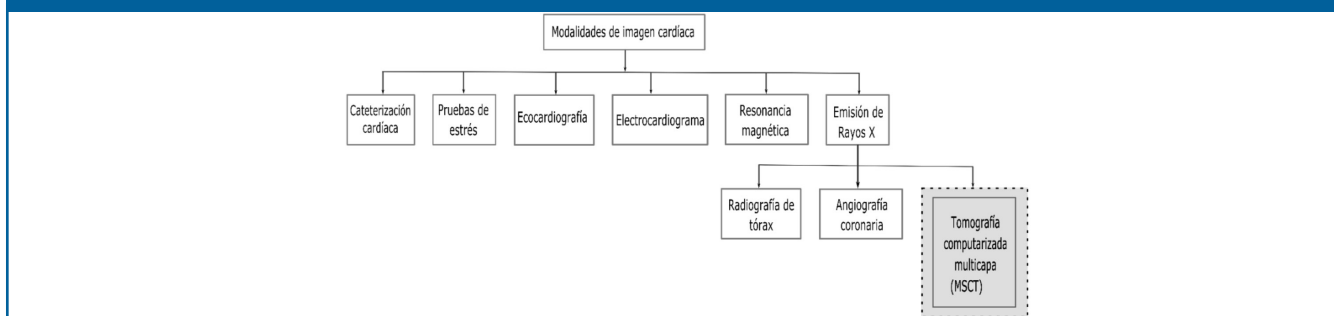 Modalidades de imagen cardíaca
Cateterización
cardíaca
Pruebas de
estrés
Ecocardiografía
Electrocardiograma
Resonancia
magnética
Emisión de
Rayos X
Radiografía de
tórax
Angiografía
coronaria
Tomografía
computarizada
multicapa
(MSCT)